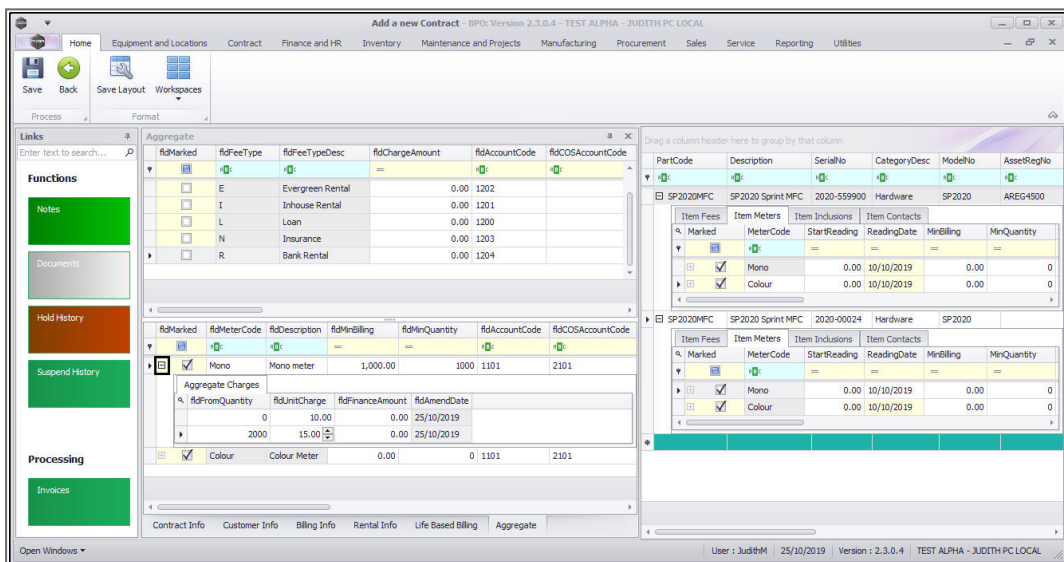 Add a new Contract - BPO: Version 2.3.0.4 - TEST ALPHA - JUDITH PC LOCAL
Home Equipment and Locations Contract Finance and HR Inventory Maintenance and Projects Manufacturing Procurement Sales Service Reporting Utilities
Save Back Save Layout Workspaces
Process Format
Links
Enter text to search...
Functions
Notes
Documents
Hold History
Suspend History
Processing
Invoices
Aggregate
fldMarked fldFeeType fldFeeTypeDesc fldChargeAmount fldAccountCode fldCOSAccountCode
=
E Evergreen Rental 0.00 1202
I Inhouse Rental 0.00 1201
L Loan 0.00 1200
N Insurance 0.00 1203
R Bank Rental 0.00 1204
fldMarked fldMeterCode fldDescription fldMinBilling fldMinQuantity fldAccountCode fldCOSAccountCode
= =
Mono Mono meter 1,000.00 1000 1101 2101
Aggregate Charges
fldFromQuantity fldUnitCharge fldFinanceAmount fldAmendDate
0 10.00 0.00 25/10/2019
2000 15.00 0.00 25/10/2019
Colour Colour Meter 0.00 0 1101 2101
Contract Info Customer Info Billing Info Rental Info Life Based Billing Aggregate
Drag a column header here to group by that column
PartCode Description SerialNo CategoryDesc ModelNo AssetRegNo
SP2020MFC SP2020 Sprint MFC 2020-559900 Hardware SP2020 AREG4500
Item Fees Item Meters Item Inclusions Item Contacts
Marked MeterCode StartReading ReadingDate MinBilling MinQuantity
= = = =
Mono 0.00 10/10/2019 0.00 0
Colour 0.00 10/10/2019 0.00 0
SP2020MFC SP2020 Sprint MFC 2020-00024 Hardware SP2020
Item Fees Item Meters Item Inclusions Item Contacts
Marked MeterCode StartReading ReadingDate MinBilling MinQuantity
= = = =
Mono 0.00 10/10/2019 0.00 0
Colour 0.00 10/10/2019 0.00 0
Open Windows User : JudithM 25/10/2019 Version : 2.3.0.4 TEST ALPHA - JUDITH PC LOCAL